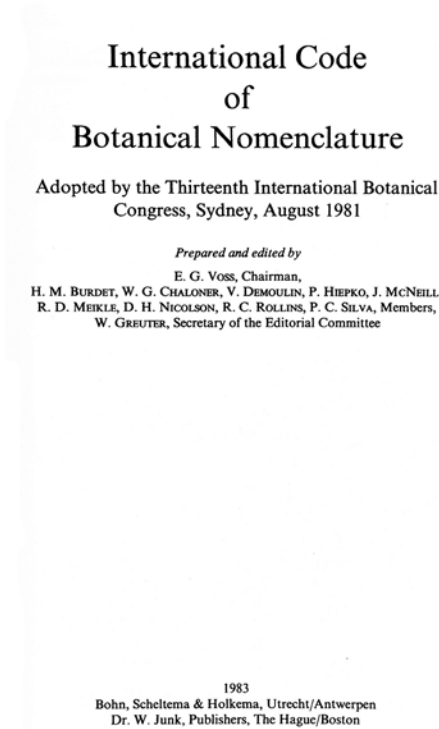 International Code
of
Botanical Nomenclature
Adopted by the Thirteenth International Botanical
Congress, Sydney, August 1981
Prepared and edited by
E. G. Voss, Chairman,
H. M. Burdet, W. G. Chaloner, V. Demoulin, P. Hiepko, J. McNeill
R. D. Meikle, D. H. Nicolson, R. C. Rollins, P. C. Silva, Members,
W. Greuter, Secretary of the Editorial Committee
1983
Bohn, Scheltema & Holkema, Utrecht/Antwerpen
Dr. W. Junk, Publishers, The Hague/Boston